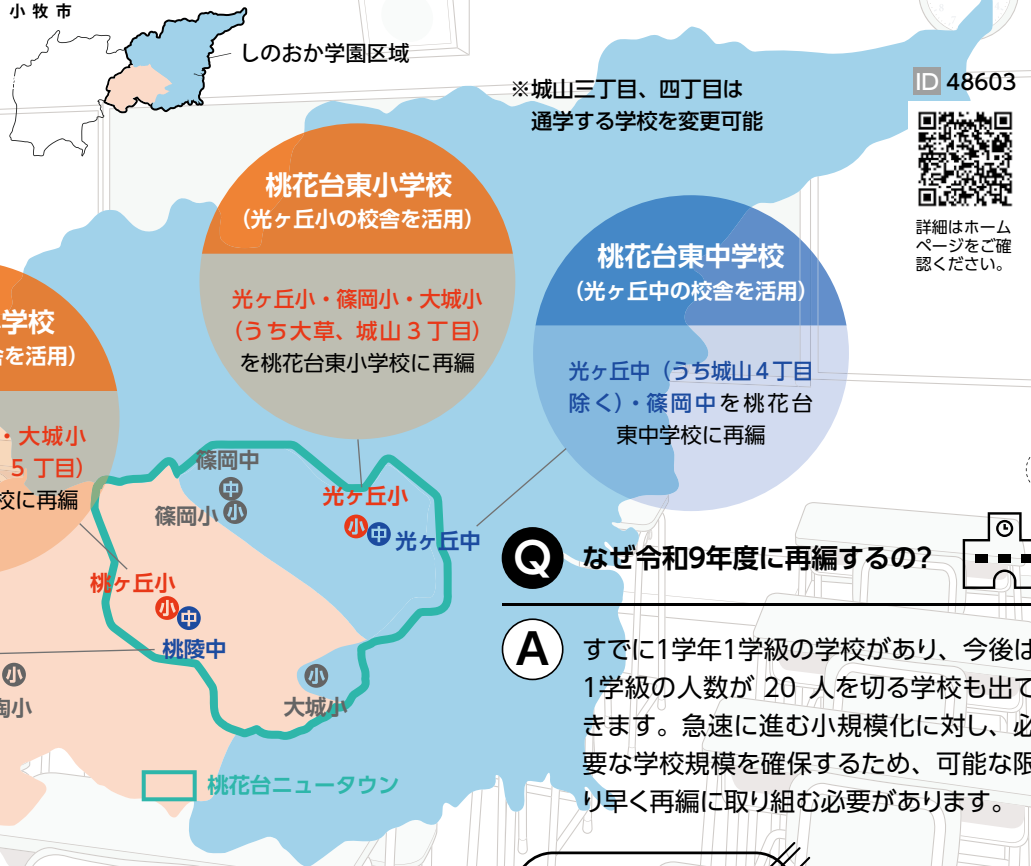 小牧市
しのおか学園区域
※城山三丁目、四丁目は
通学する学校を変更可能
ID 48603
詳細はホーム
ページをご確
認ください。
桃花台東小学校
(光ヶ丘小の校舎を活用)
光ヶ丘小・篠岡小・大城小
(うち大草、城山3丁目)
を桃花台東小学校に再編
桃花台東中学校
(光ヶ丘中の校舎を活用)
光ヶ丘中(うち城山4丁目
除く)・篠岡中を桃花台
東中学校に再編
学校
を活用)
・大城小
5丁目)
校に再編
篠岡中
中
篠岡小
小
光ヶ丘小
小
中
光ヶ丘中
桃ヶ丘小
小
中
桃陵中
小
小
大城小
桃花台ニュータウン
Q なぜ令和9年度に再編するの?
A すでに1学年1学級の学校があり、今後は
1学級の人数が 20 人を切る学校も出て
きます。急速に進む小規模化に対し、必
要な学校規模を確保するため、可能な限
り早く再編に取り組む必要があります。